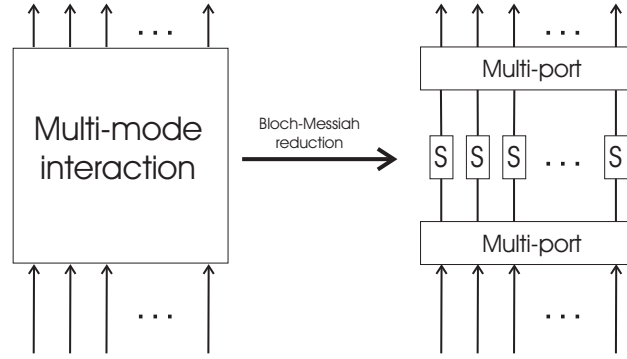 ...
...
Multi-port
Multi-mode
interaction
Bloch-Messiah
reduction
S S S ... S
Multi-port
...
...